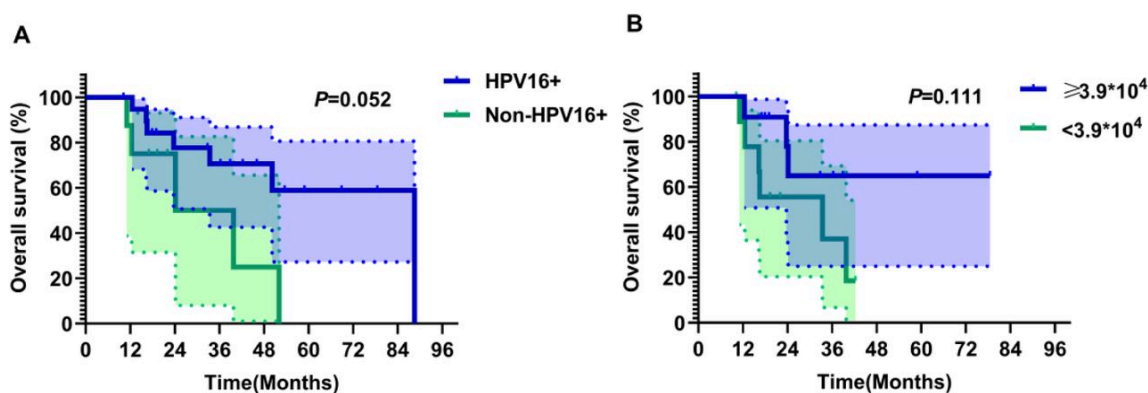 A
Overall survival (%)
100
80
60
40
20
0
0 12 24 36 48 60 72 84 96
Time(Months)
P=0.052
HPV16+
Non-HPV16+
B
Overall survival (%)
100
80
60
40
20
0
0 12 24 36 48 60 72 84 96
Time(Months)
P=0.111
⩾3.9*10⁴
<3.9*10⁴